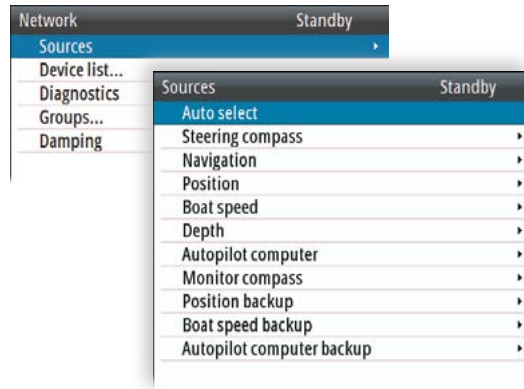 Network Standby
Sources
Device list...
Diagnostics
Groups...
Damping
Sources Standby
Auto select
Steering compass
Navigation
Position
Boat speed
Depth
Autopilot computer
Monitor compass
Position backup
Boat speed backup
Autopilot computer backup